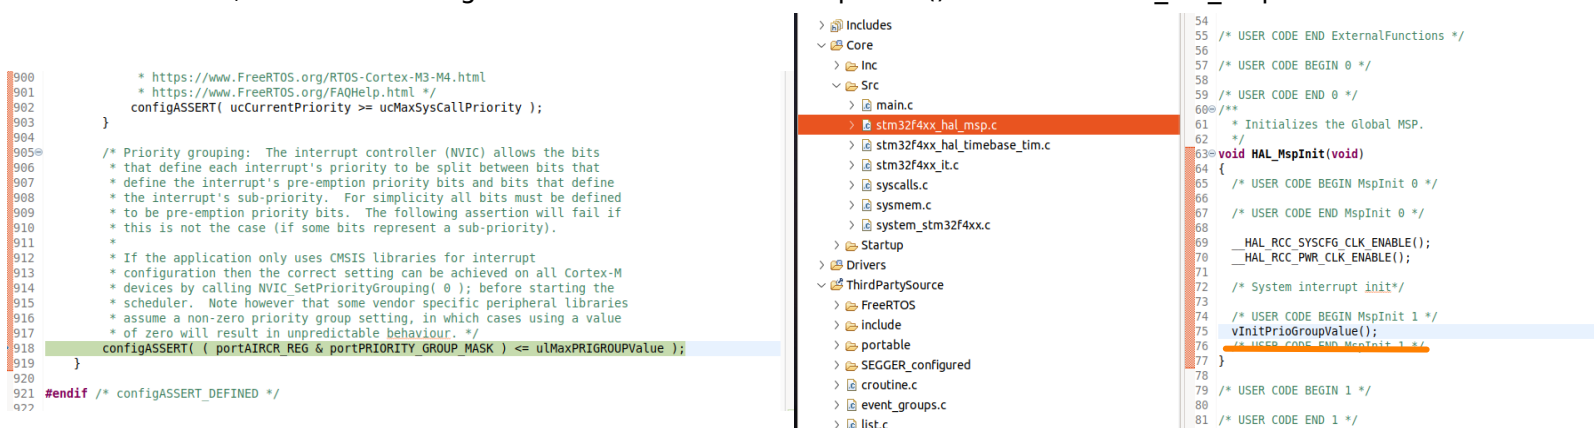 900 * https://www.FreeRTOS.org/RTOS-Cortex-M3-M4.html
901 * https://www.FreeRTOS.org/FAQHelp.html */
902 configASSERT( ucCurrentPriority >= ucMaxSysCallPriority );
903 }
904
905 /* Priority grouping: The interrupt controller (NVIC) allows the bits
906 * that define each interrupt's priority to be split between bits that
907 * define the interrupt's pre-emption priority bits and bits that define
908 * the interrupt's sub-priority. For simplicity all bits must be defined
909 * to be pre-emption priority bits. The following assertion will fail if
910 * this is not the case (if some bits represent a sub-priority).
911 *
912 * If the application only uses CMSIS libraries for interrupt
913 * configuration then the correct setting can be achieved on all Cortex-M
914 * devices by calling NVIC_SetPriorityGrouping( 0 ); before starting the
915 * scheduler. Note however that some vendor specific peripheral libraries
916 * assume a non-zero priority group setting, in which cases using a value
917 * of zero will result in unpredictable behaviour. */
918 configASSERT( ( portAIRCR_REG & portPRIORITY_GROUP_MASK ) <= ulMaxPRIGROUPValue );
919 }
920
921 #endif /* configASSERT_DEFINED */
922
Includes
Core
Inc
Src
main.c
stm32f4xx_hal_msp.c
stm32f4xx_hal_timebase_tim.c
stm32f4xx_it.c
syscalls.c
sysmem.c
system_stm32f4xx.c
Startup
Drivers
ThirdPartySource
FreeRTOS
include
portable
SEGGER_configured
croutine.c
event_groups.c
list.c
54
55 /* USER CODE END ExternalFunctions */
56
57 /* USER CODE BEGIN 0 */
58
59 /* USER CODE END 0 */
60 /**
61 * Initializes the Global MSP.
62 */
63 void HAL_MspInit(void)
64 {
65 /* USER CODE BEGIN MspInit 0 */
66
67 /* USER CODE END MspInit 0 */
68
69 __HAL_RCC_SYSCFG_CLK_ENABLE();
70 __HAL_RCC_PWR_CLK_ENABLE();
71
72 /* System interrupt init*/
73
74 /* USER CODE BEGIN MspInit 1 */
75 vInitPrioGroupValue();
76 /* USER CODE END MspInit 1 */
77 }
78
79 /* USER CODE BEGIN 1 */
80
81 /* USER CODE END 1 */